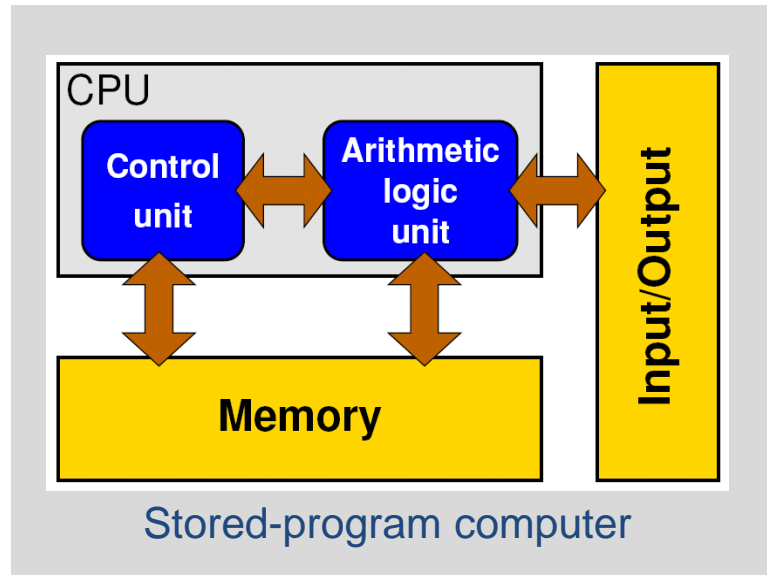 CPU
Control
unit
Arithmetic
logic
unit
Input/Output
Memory
Stored-program computer